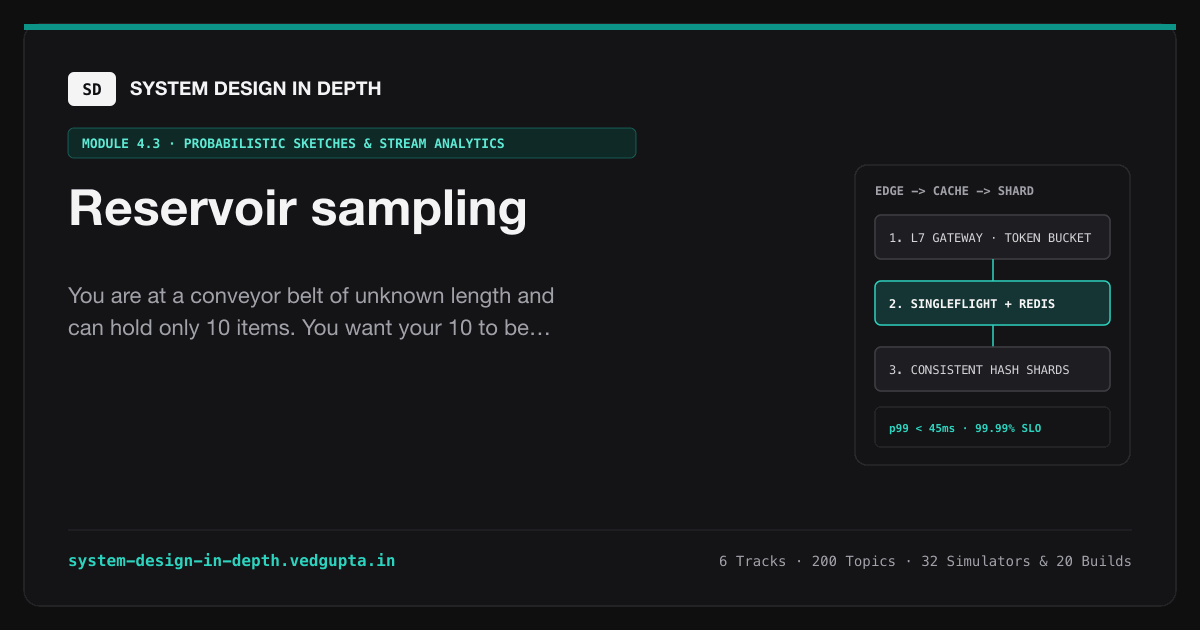 SD
SYSTEM DESIGN IN DEPTH
MODULE 4.3 · PROBABILISTIC SKETCHES & STREAM ANALYTICS
Reservoir sampling
You are at a conveyor belt of unknown length and
can hold only 10 items. You want your 10 to be…
EDGE -> CACHE -> SHARD
1. L7 GATEWAY · TOKEN BUCKET
2. SINGLEFLIGHT + REDIS
3. CONSISTENT HASH SHARDS
p99 < 45ms · 99.99% SLO
system-design-in-depth.vedgupta.in
6 Tracks · 200 Topics · 32 Simulators & 20 Builds